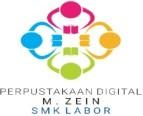 PERPUSTAKAAN DIGITAL
M. ZEIN
SMK LABOR